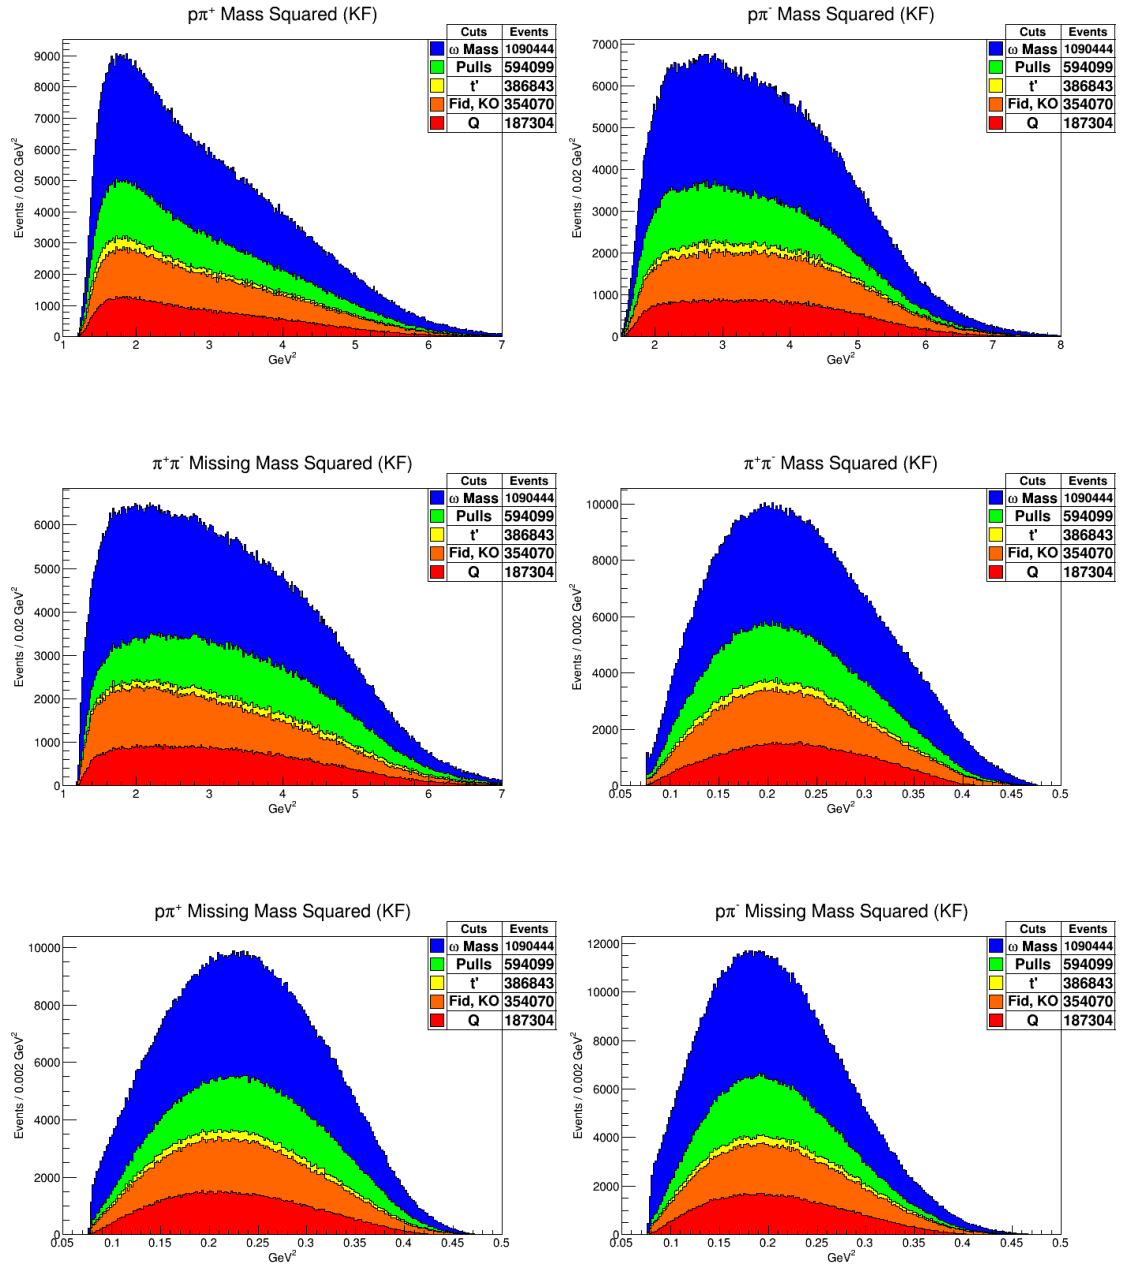 pπ⁺ Mass Squared (KF)
Cuts Events
ω Mass 1090444
Pulls 594099
t' 386843
Fid, KO 354070
Q 187304
Events / 0.02 GeV²
9000
8000
7000
6000
5000
4000
3000
2000
1000
0
1 2 3 4 5 6 7
GeV²
pπ⁻ Mass Squared (KF)
Cuts Events
ω Mass 1090444
Pulls 594099
t' 386843
Fid, KO 354070
Q 187304
Events / 0.02 GeV²
7000
6000
5000
4000
3000
2000
1000
0
2 3 4 5 6 7 8
GeV²
π⁺π⁻ Missing Mass Squared (KF)
Cuts Events
ω Mass 1090444
Pulls 594099
t' 386843
Fid, KO 354070
Q 187304
Events / 0.02 GeV²
6000
5000
4000
3000
2000
1000
0
1 2 3 4 5 6 7
GeV²
π⁺π⁻ Mass Squared (KF)
Cuts Events
ω Mass 1090444
Pulls 594099
t' 386843
Fid, KO 354070
Q 187304
Events / 0.002 GeV²
10000
8000
6000
4000
2000
0
0.05 0.1 0.15 0.2 0.25 0.3 0.35 0.4 0.45 0.5
GeV²
pπ⁺ Missing Mass Squared (KF)
Cuts Events
ω Mass 1090444
Pulls 594099
t' 386843
Fid, KO 354070
Q 187304
Events / 0.002 GeV²
10000
8000
6000
4000
2000
0
0.05 0.1 0.15 0.2 0.25 0.3 0.35 0.4 0.45 0.5
GeV²
pπ⁻ Missing Mass Squared (KF)
Cuts Events
ω Mass 1090444
Pulls 594099
t' 386843
Fid, KO 354070
Q 187304
Events / 0.002 GeV²
12000
10000
8000
6000
4000
2000
0
0.05 0.1 0.15 0.2 0.25 0.3 0.35 0.4 0.45 0.5
GeV²